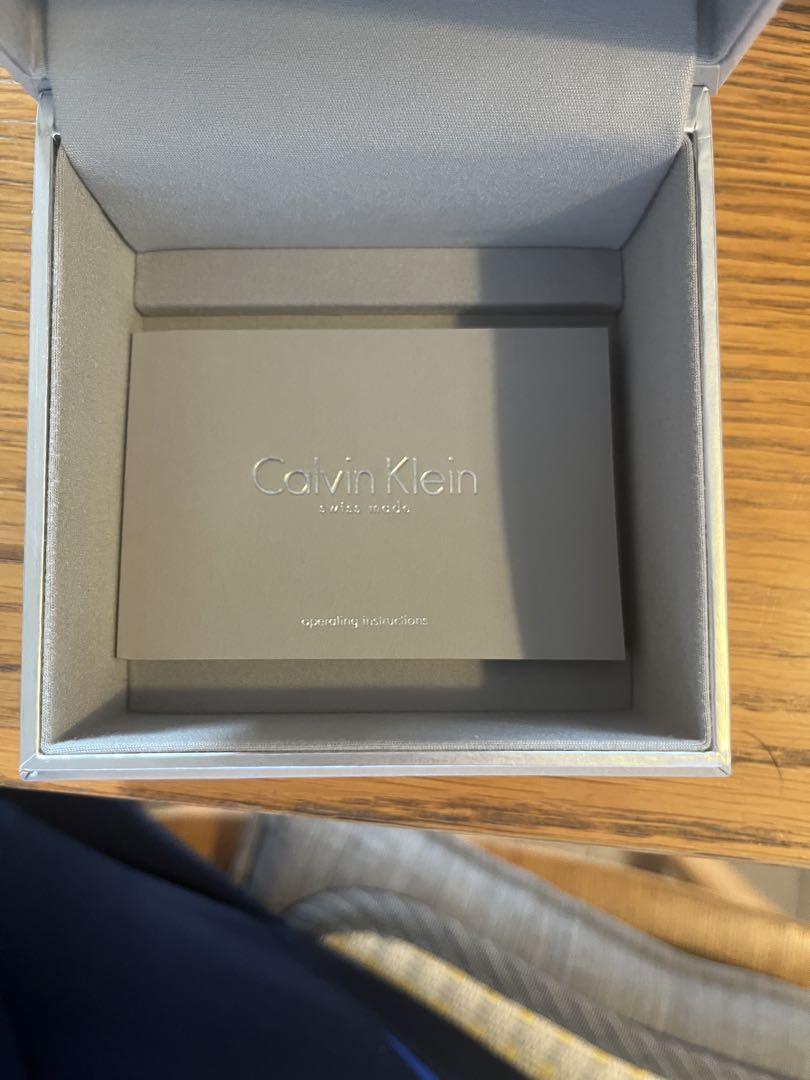 Calvin Klein
swiss made
operating instructions